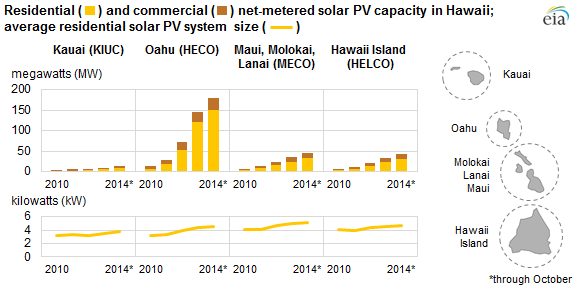 Residential ( ) and commercial ( ) net-metered solar PV capacity in Hawaii;
average residential solar PV system size ( )
eia
Kauai (KIUC)
Oahu (HECO)
Maui, Molokai,
Lanai (MECO)
Hawaii Island
(HELCO)
megawatts (MW)
200
150
100
50
0
2010 2014* 2010 2014* 2010 2014* 2010 2014*
kilowatts (kW)
6
4
2
0
2010 2014* 2010 2014* 2010 2014* 2010 2014*
Kauai
Oahu
Molokai
Lanai
Maui
Hawaii
Island
*through October